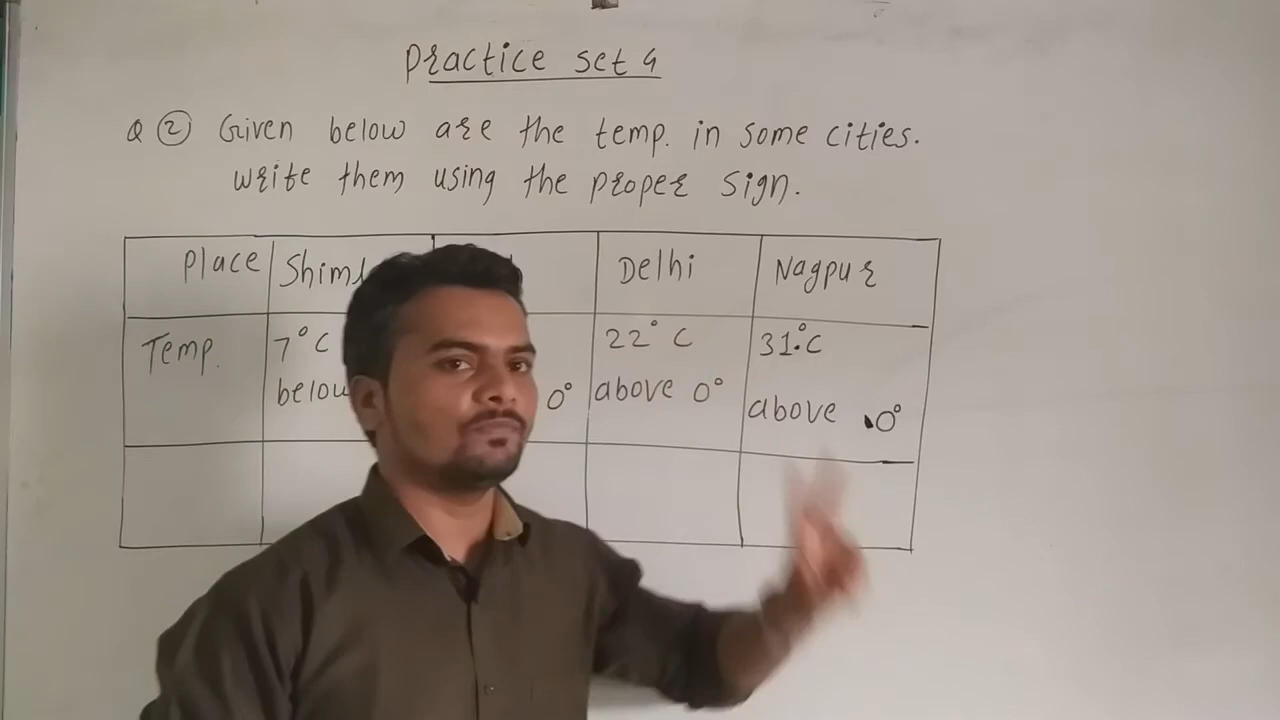 Practice set 4
Q ② Given below are the temp. in some cities.
write them using the proper sign.
Place Delhi Nagpur
Temp. 7°C 22°C 31°C
0° above 0° above 0°